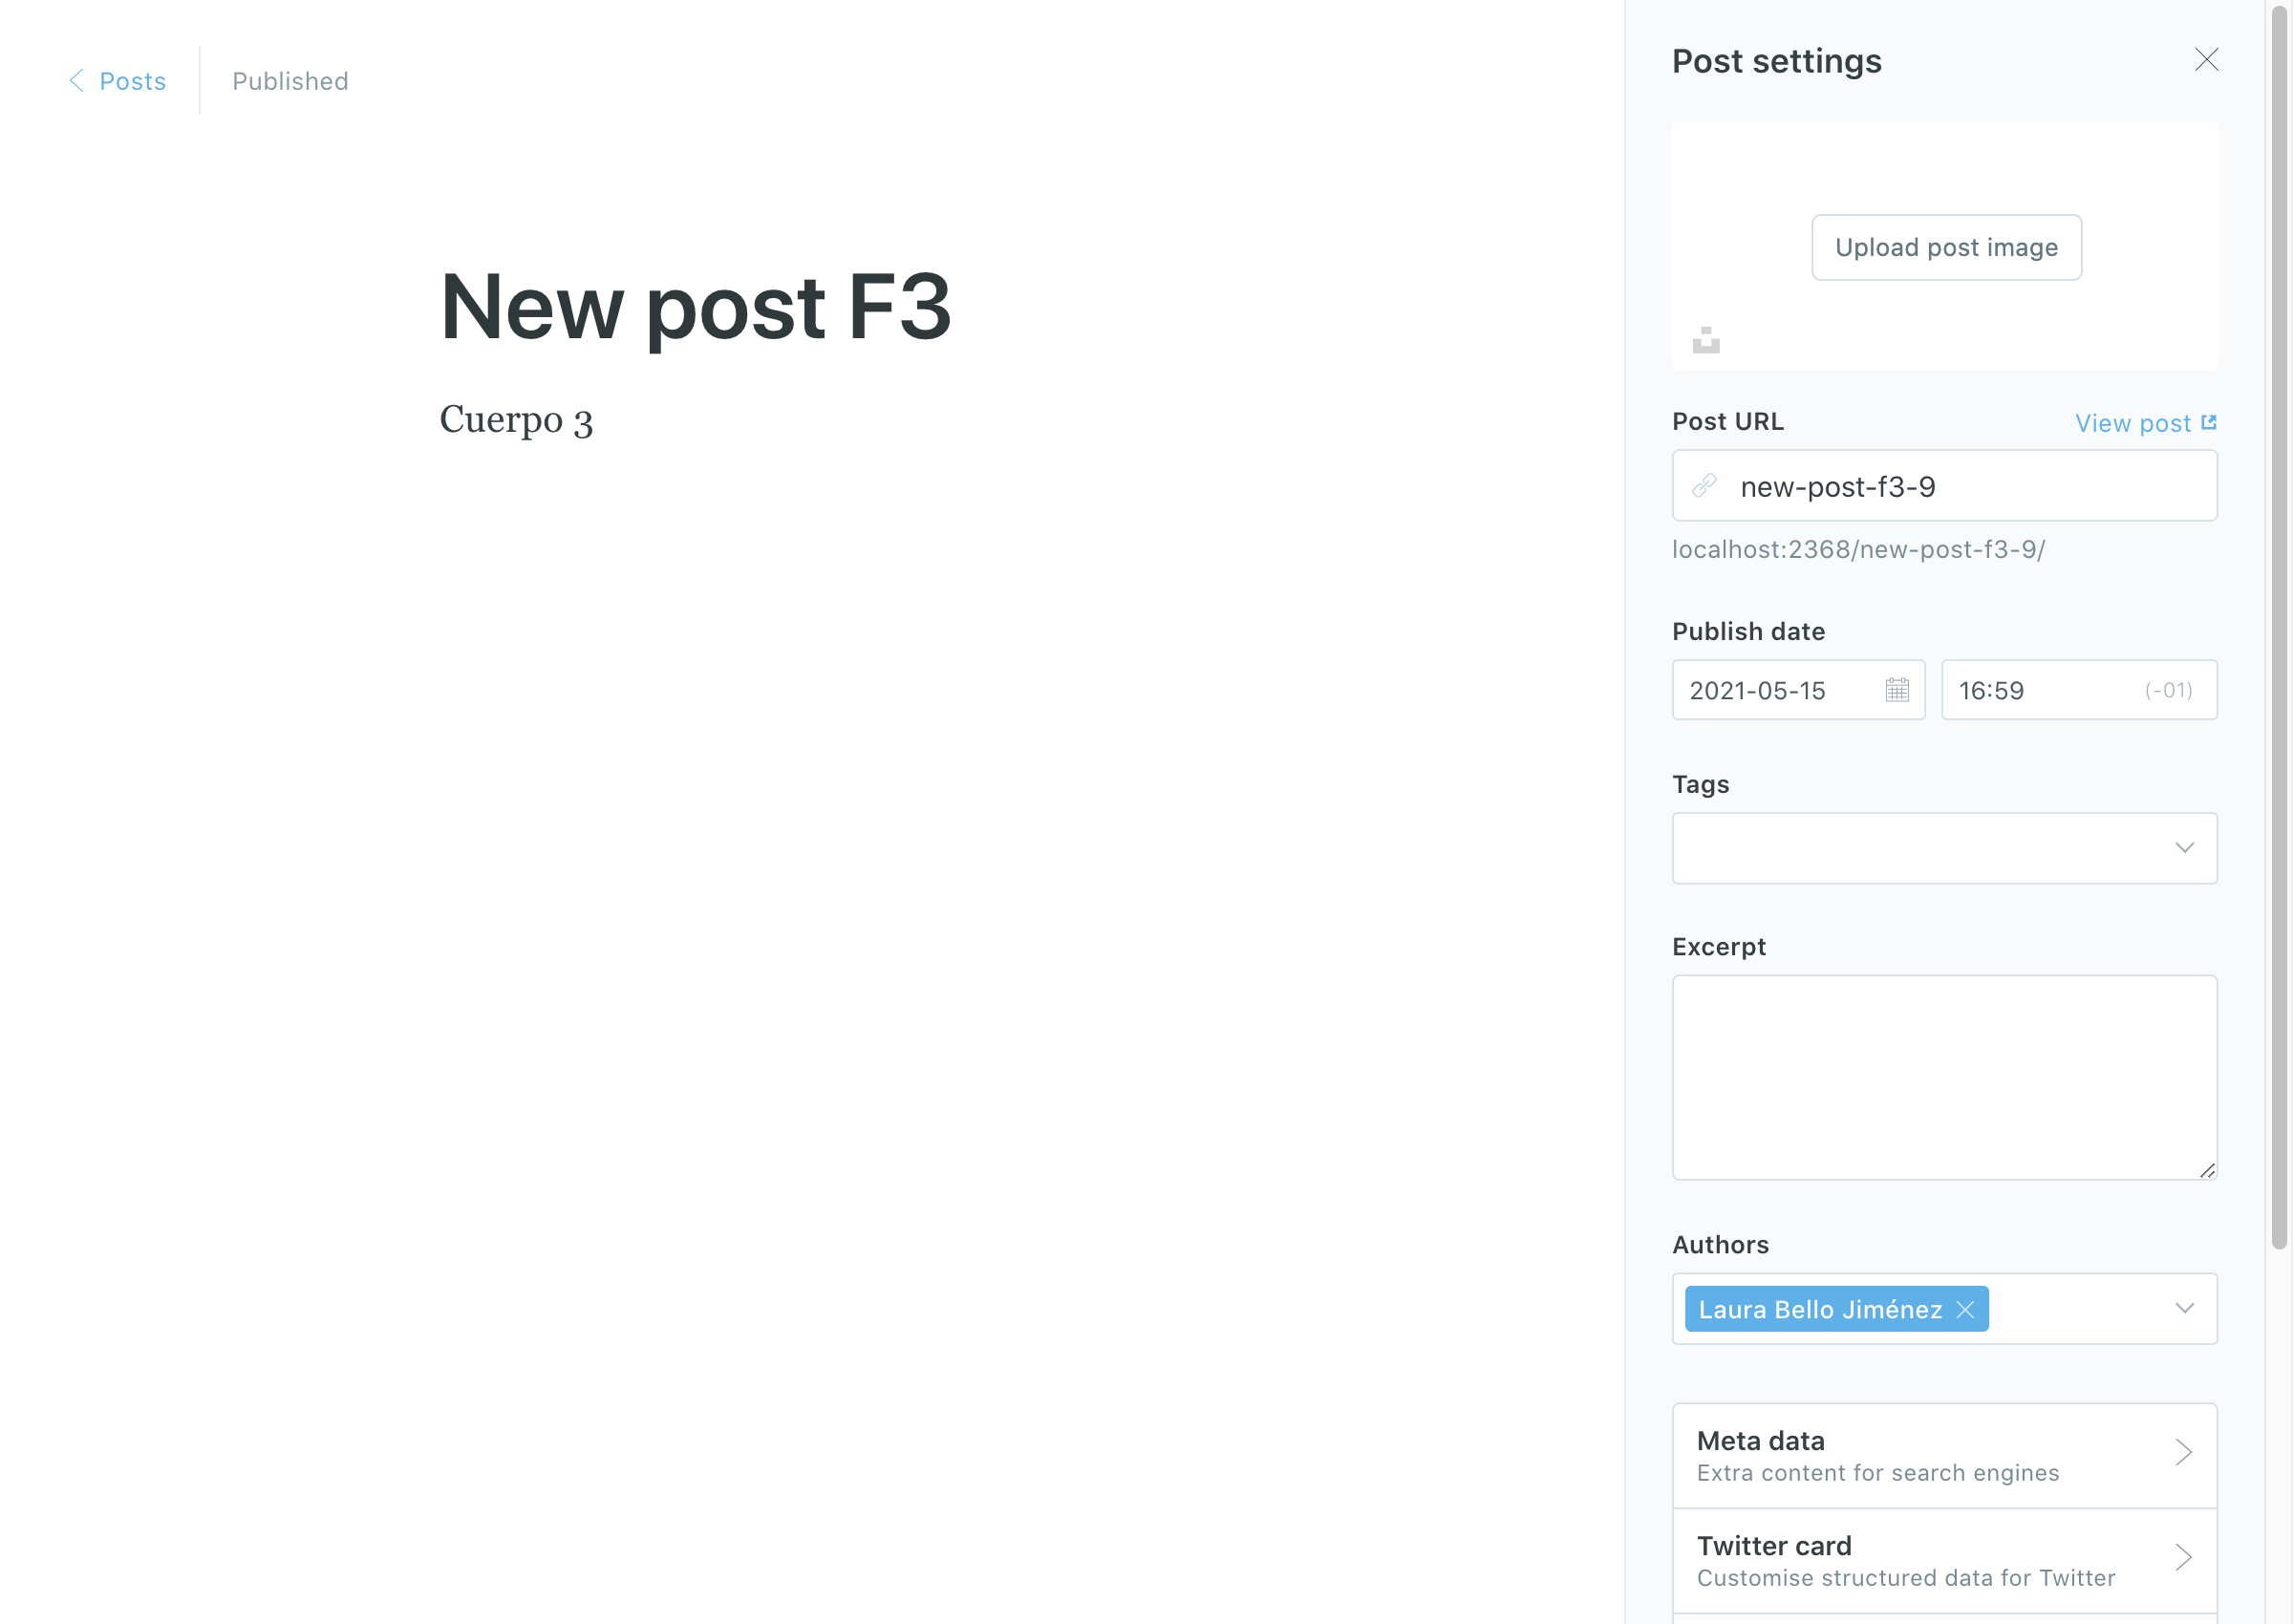 Posts
Published
New post F3
Cuerpo 3
Post settings
Upload post image
Post URL
View post
new-post-f3-9
localhost:2368/new-post-f3-9/
Publish date
2021-05-15
16:59
(-01)
Tags
Excerpt
Authors
Laura Bello Jiménez
Meta data
Extra content for search engines
Twitter card
Customise structured data for Twitter